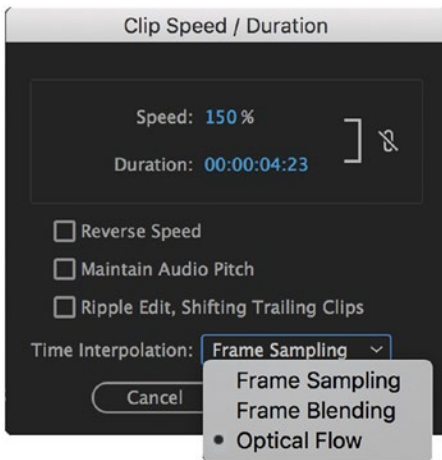 Clip Speed / Duration
Speed: 150 %
Duration: 00:00:04:23
Reverse Speed
Maintain Audio Pitch
Ripple Edit, Shifting Trailing Clips
Time Interpolation: Frame Sampling
Cancel
Frame Sampling
Frame Blending
Optical Flow